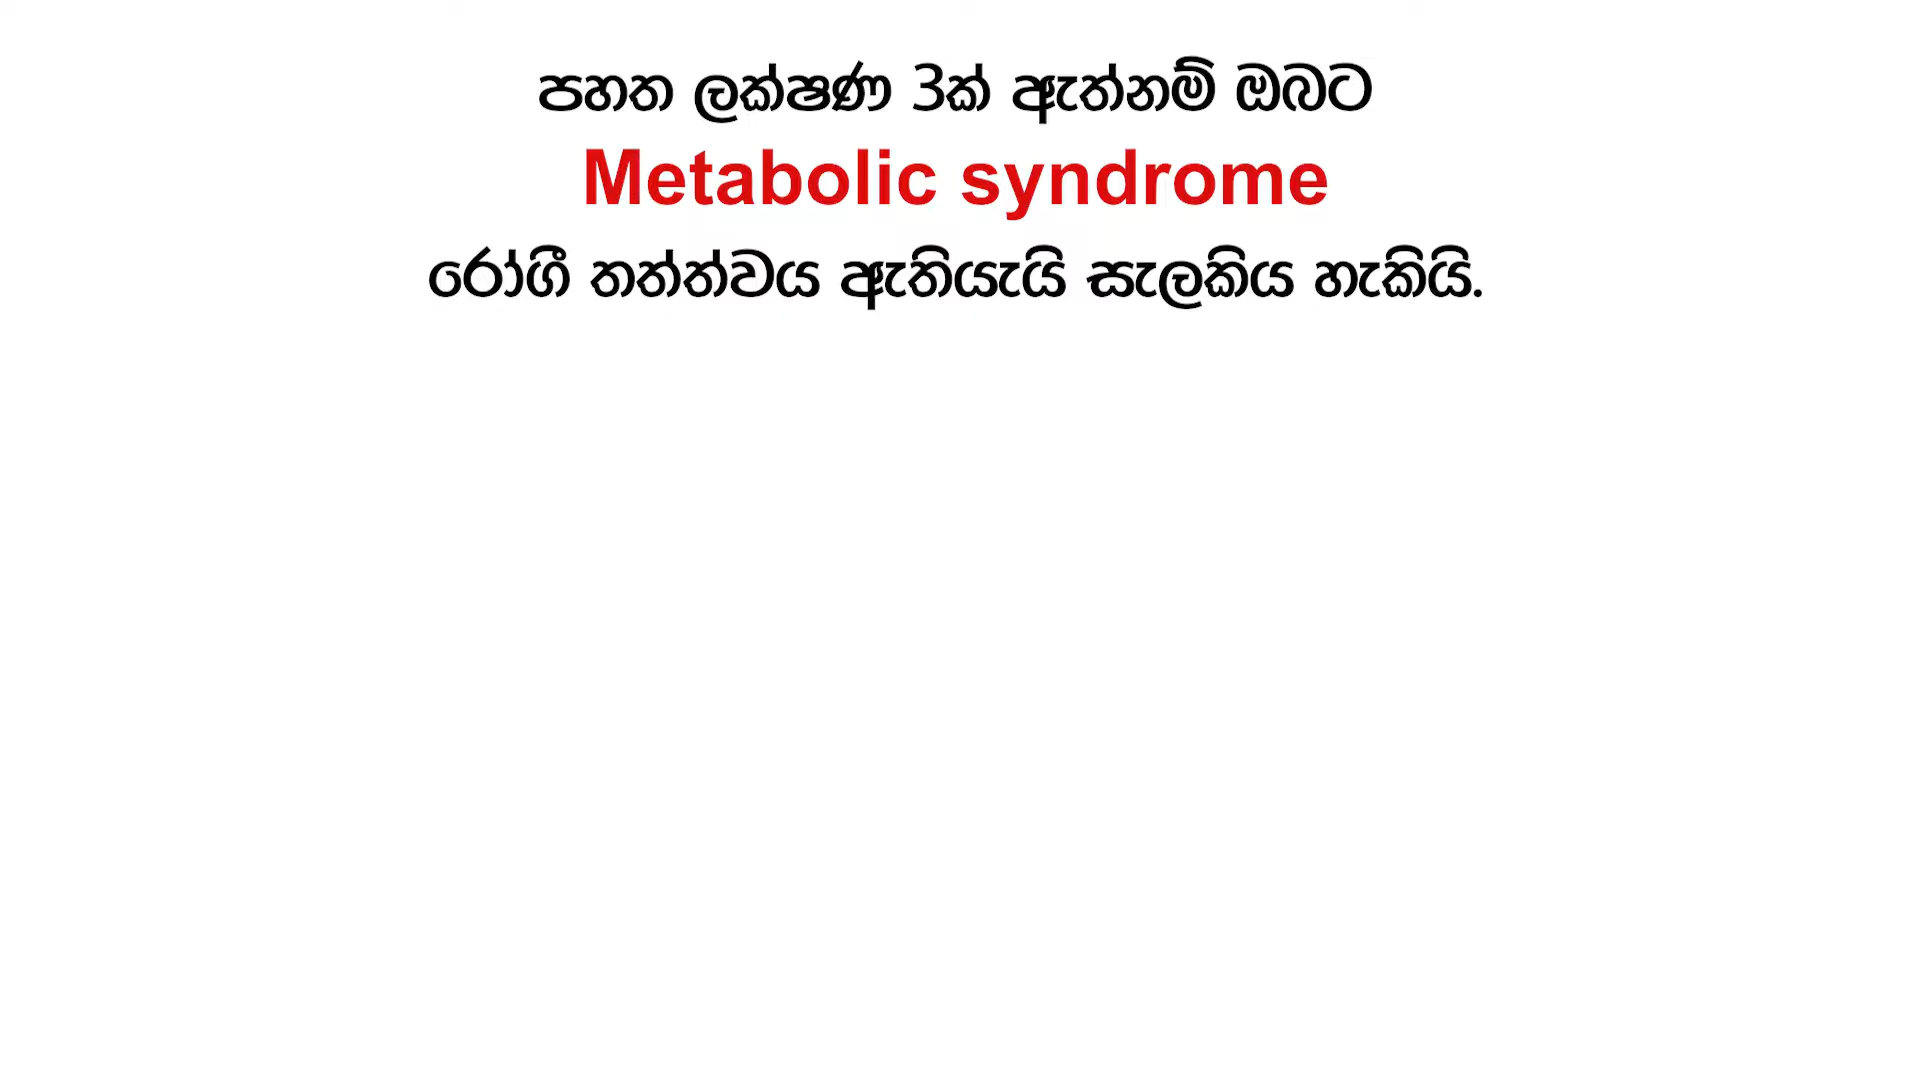 පහත ලක්ෂණ 3ක් ඇත්නම් ඔබට
Metabolic syndrome
රෝගී තත්ත්වය ඇතියැයි සැලකිය හැකියි.